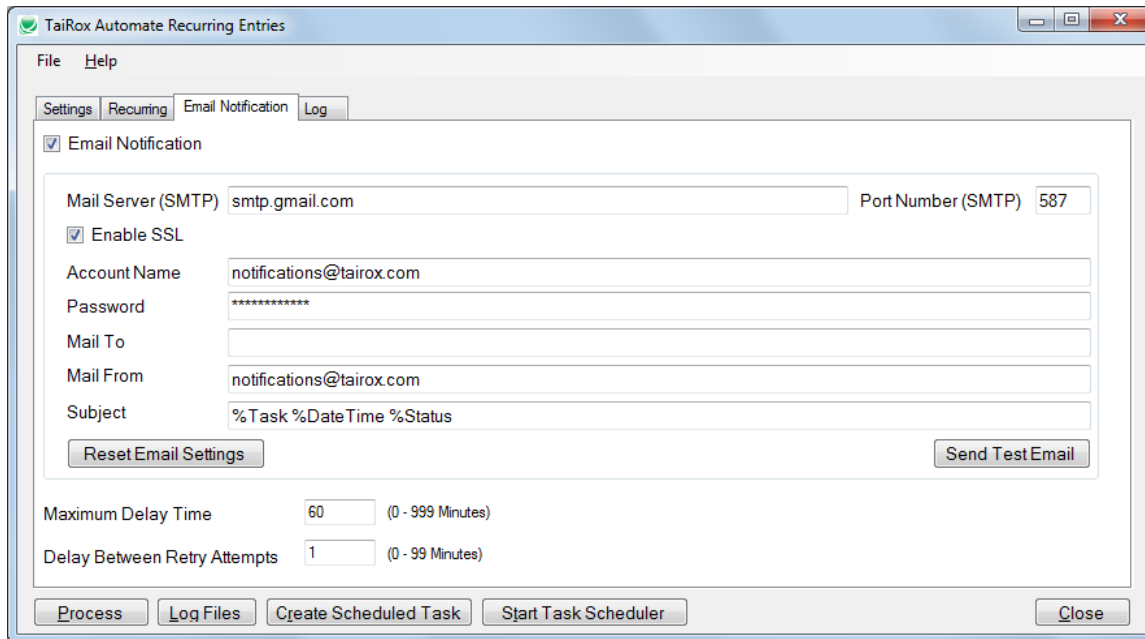 TaiRox Automate Recurring Entries
File Help
Settings Recurring Email Notification Log
Email Notification
Mail Server (SMTP) smtp.gmail.com Port Number (SMTP) 587
Enable SSL
Account Name notifications@tairox.com
Password ************
Mail To
Mail From notifications@tairox.com
Subject %Task %DateTime %Status
Reset Email Settings Send Test Email
Maximum Delay Time 60 (0 - 999 Minutes)
Delay Between Retry Attempts 1 (0 - 99 Minutes)
Process Log Files Create Scheduled Task Start Task Scheduler Close